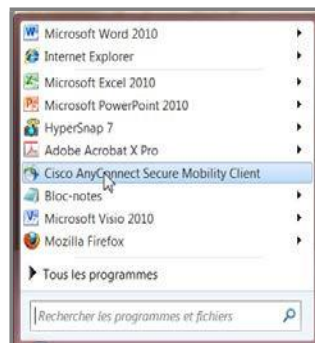 Microsoft Word 2010
Internet Explorer
Microsoft Excel 2010
Microsoft PowerPoint 2010
HyperSnap 7
Adobe Acrobat X Pro
Cisco AnyConnect Secure Mobility Client
Bloc-notes
Microsoft Visio 2010
Mozilla Firefox
Tous les programmes
Rechercher les programmes et fichiers